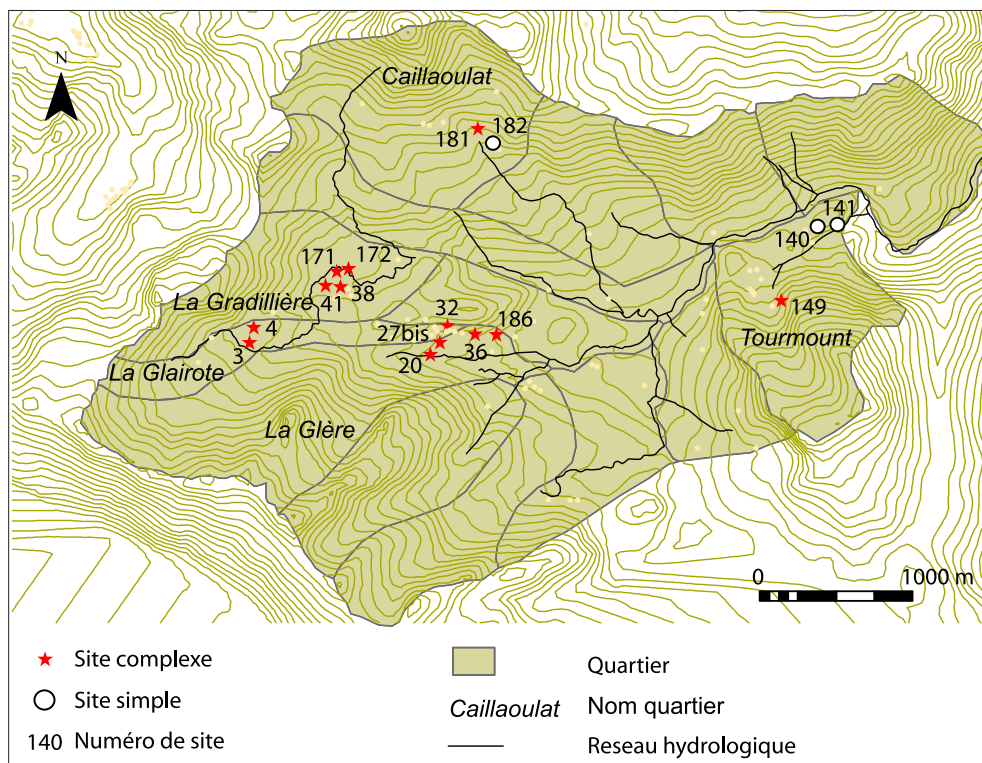 N
Caillaoulat
181
182
140
141
171
172
41
38
La Gradillière
4
3
La Glairote
32
186
27bis
36
20
149
Tourmount
La Glère
0
1000 m
Site complexe
Quartier
Site simple
Caillaoulat
Nom quartier
140
Numéro de site
Reseau hydrologique